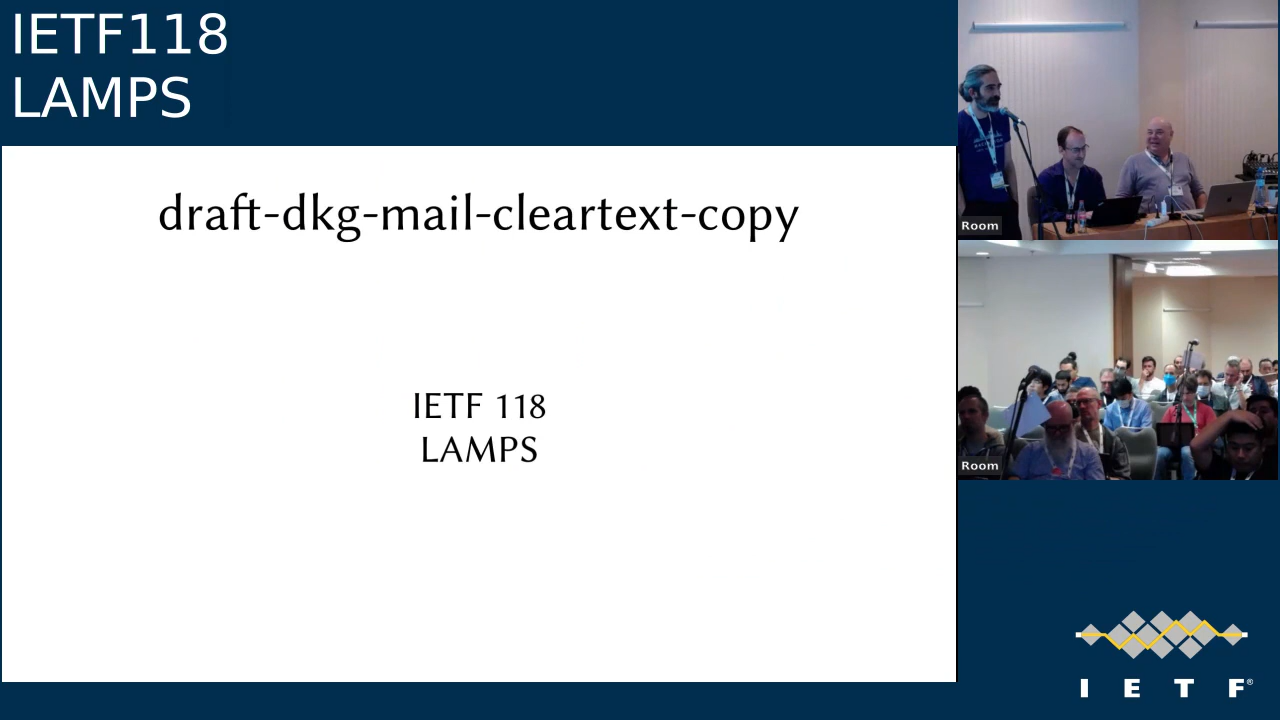 IETF118
LAMPS
draft-dkg-mail-cleartext-copy
IETF 118
LAMPS
Room
Room
I E T F®